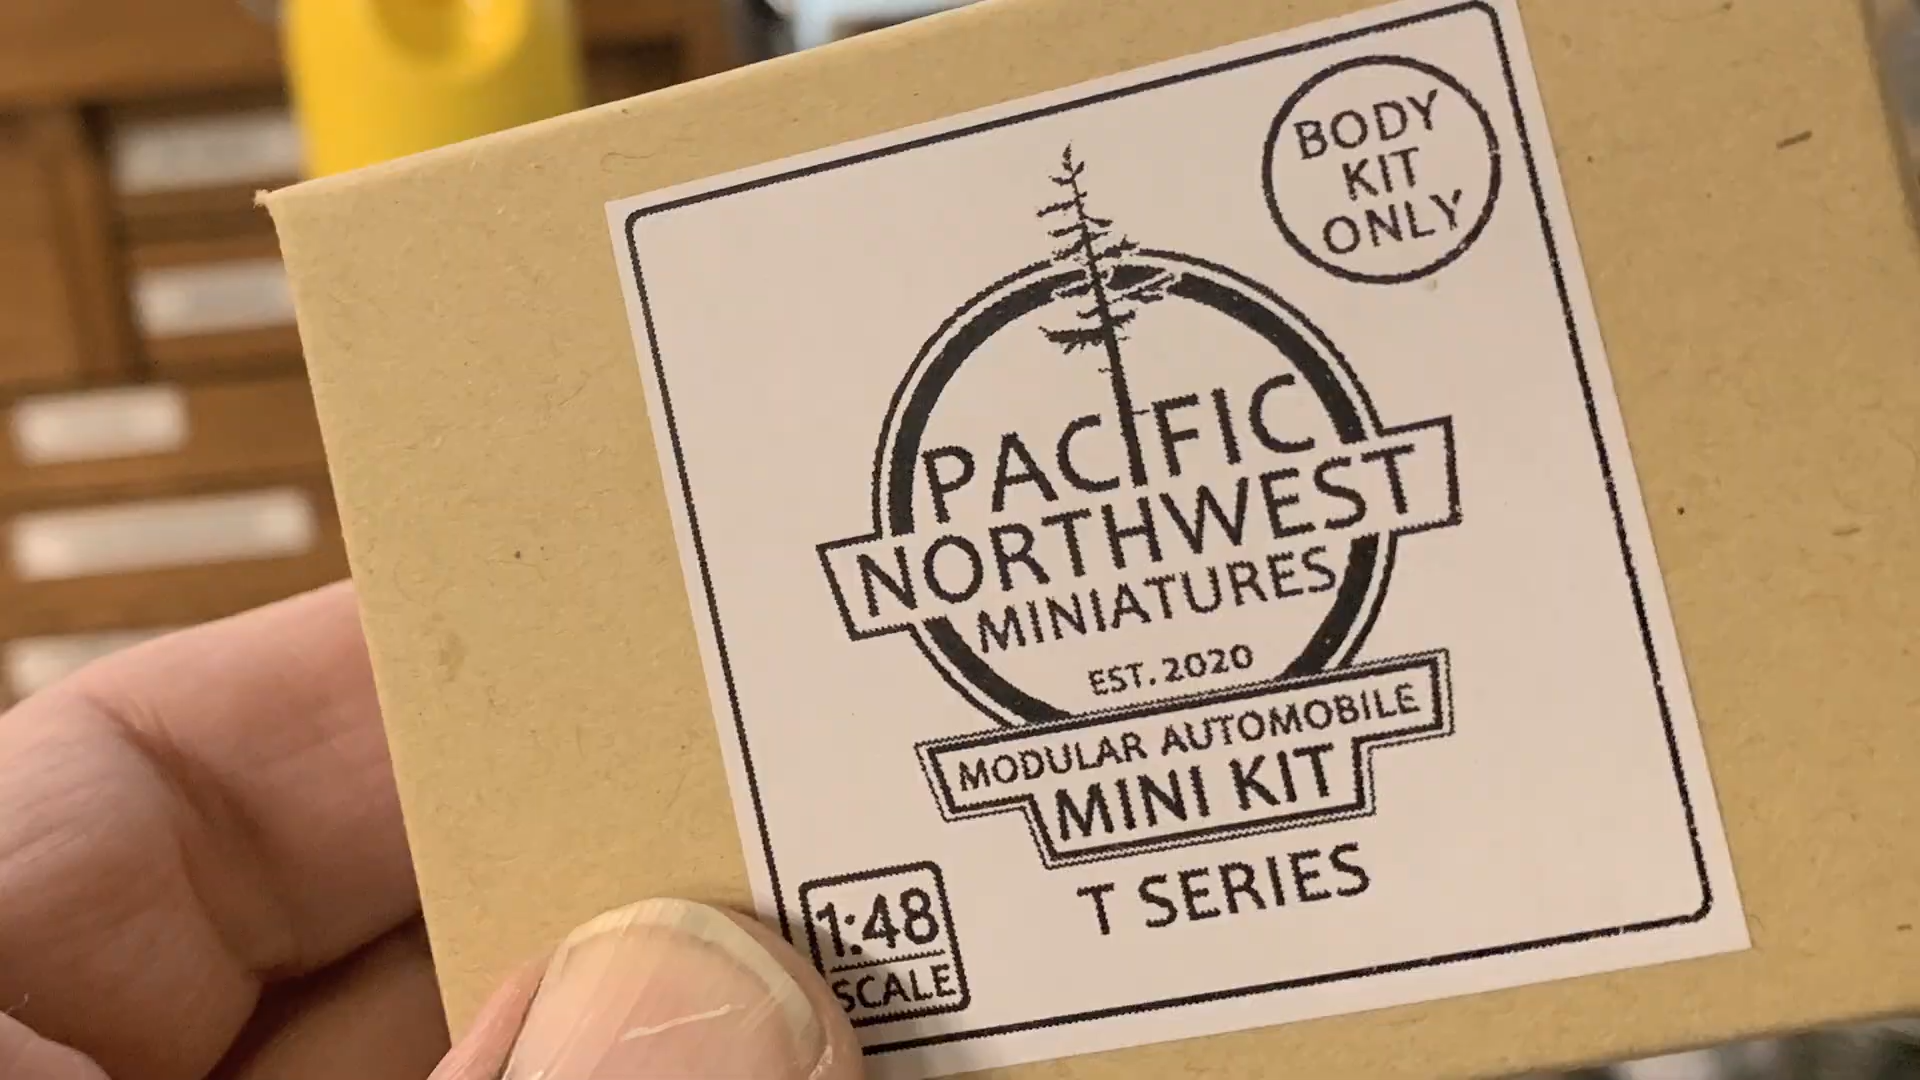 BODY
KIT
ONLY
PACIFIC
NORTHWEST
MINIATURES
EST. 2020
MODULAR AUTOMOBILE
MINI KIT
T SERIES
1:48
SCALE